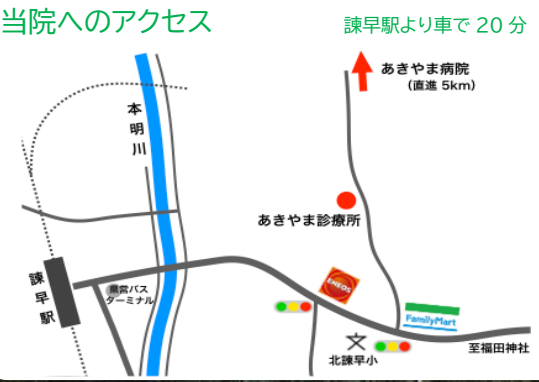 当院へのアクセス
諫早駅より車で 20 分
あきやま病院
（直進 5km）
本明川
あきやま診療所
諫早駅
県営バス
ターミナル
ENEOS
FamilyMart
文
北諫早小
至福田神社